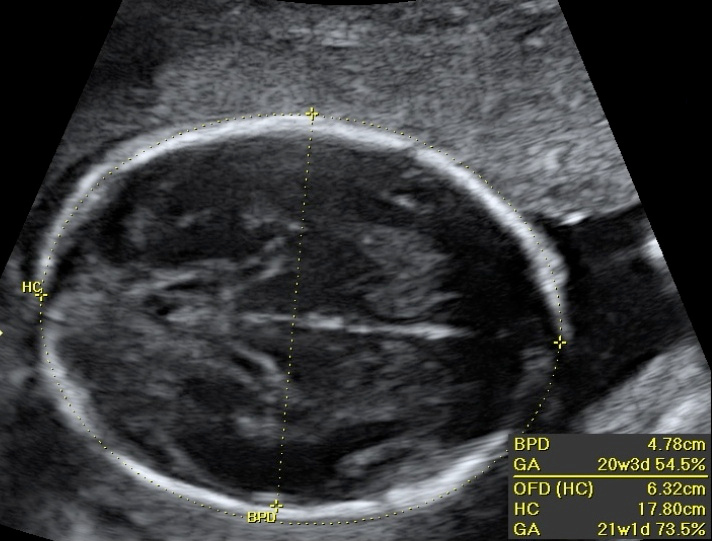 HC
BPD
BPD 4.78cm
GA 20w3d 54.5%
OFD (HC) 6.32cm
HC 17.80cm
GA 21w1d 73.5%